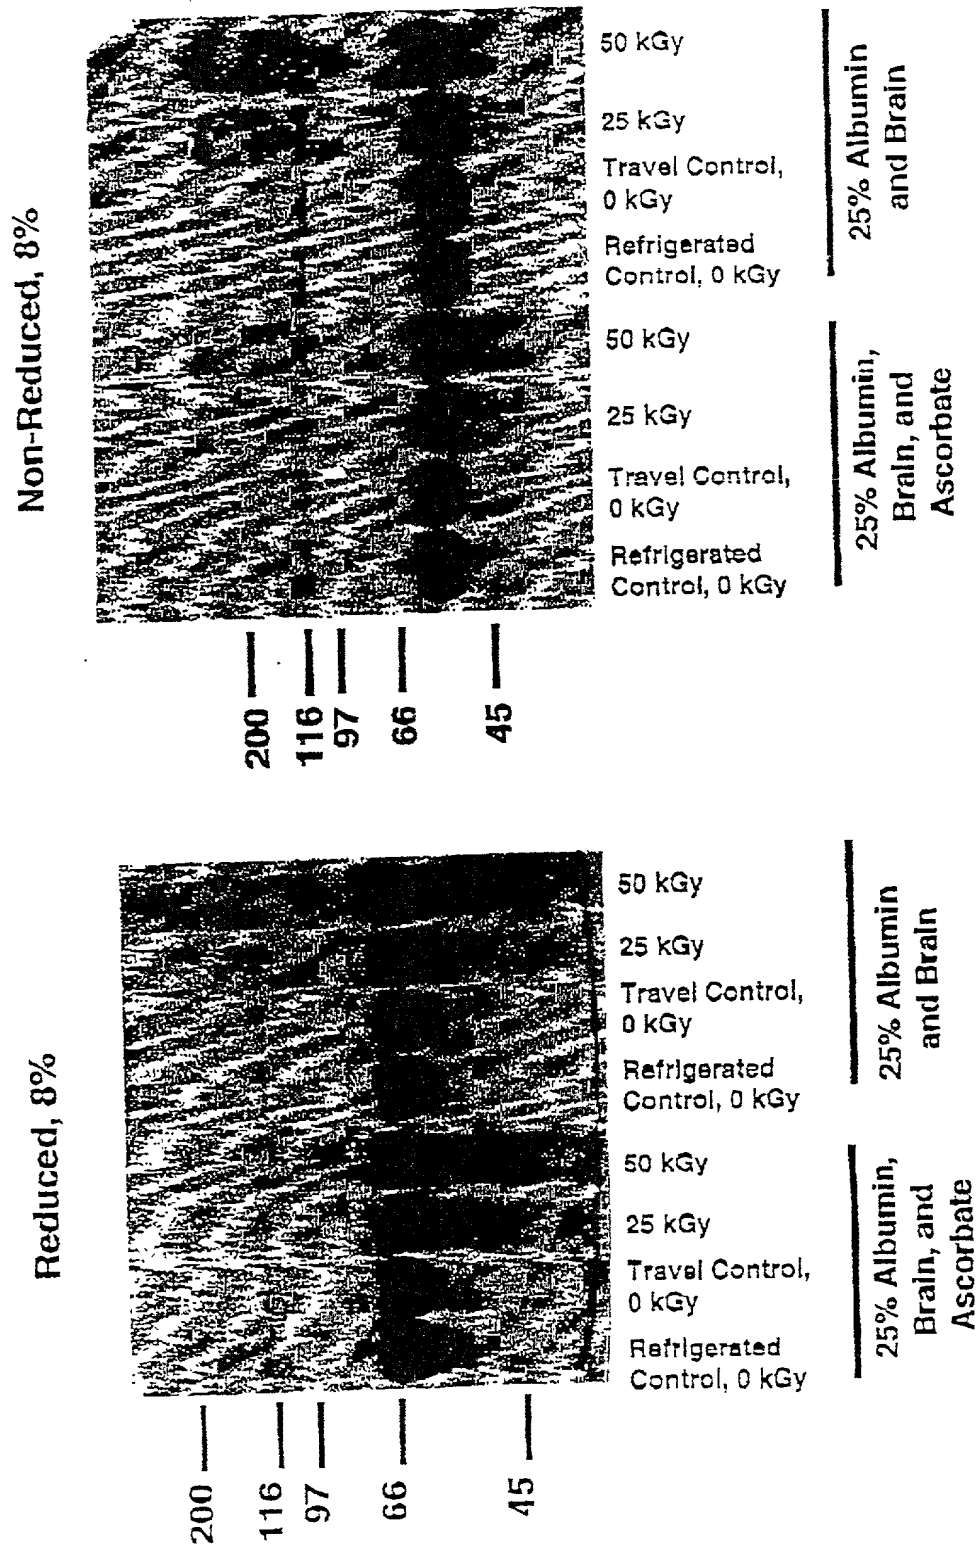 Non-Reduced, 8%
200
116
97
66
45
50 kGy
25 kGy
Travel Control,
0 kGy
Refrigerated
Control, 0 kGy
50 kGy
25 kGy
Travel Control,
0 kGy
Refrigerated
Control, 0 kGy
25% Albumin
and Brain
25% Albumin,
Brain, and
Ascorbate
Reduced, 8%
200
116
97
66
45
50 kGy
25 kGy
Travel Control,
0 kGy
Refrigerated
Control, 0 kGy
50 kGy
25 kGy
Travel Control,
0 kGy
Refrigerated
Control, 0 kGy
25% Albumin
and Brain
25% Albumin,
Brain, and
Ascorbate